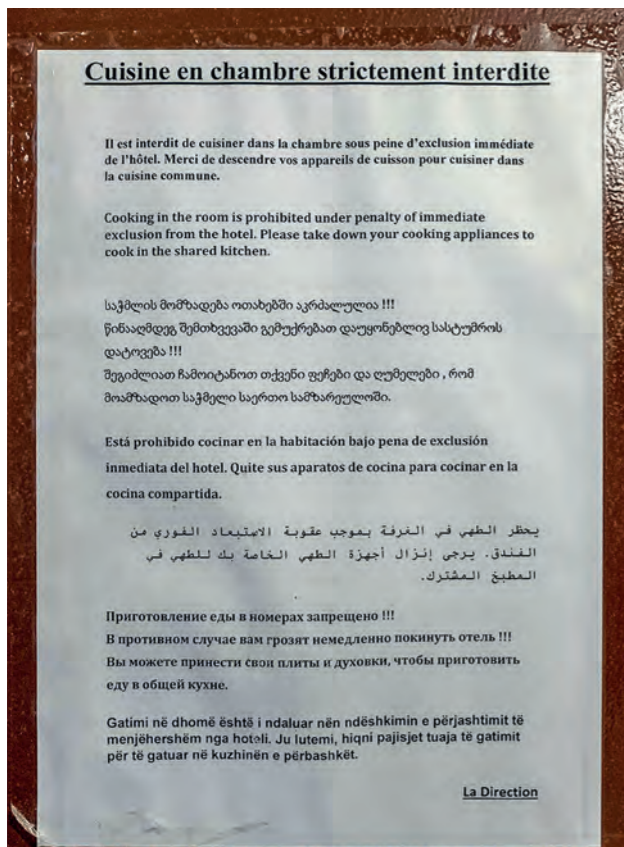 Cuisine en chambre strictement interdite
Il est interdit de cuisiner dans la chambre sous peine d'exclusion immédiate
de l'hôtel. Merci de descendre vos appareils de cuisson pour cuisiner dans
la cuisine commune.
Cooking in the room is prohibited under penalty of immediate
exclusion from the hotel. Please take down your cooking appliances to
cook in the shared kitchen.
საჭმლის მომზადება ოთახებში აკრძალულია !!!
წინააღმდეგ შემთხვევაში გემუქრებათ დაუყონებლივ სასტუმროს
დატოვება !!!
შეგიძლიათ ჩამოიტანოთ თქვენი ფეჩები და ღუმელები , რომ
მოამზადოთ საჭმელი საერთო სამზარეულოში.
Está prohibido cocinar en la habitación bajo pena de exclusión
inmediata del hotel. Quite sus aparatos de cocina para cocinar en la
cocina compartida.
يحظر الطهي في الغرفة بموجب عقوبة الاستبعاد الفوري من
الفندق. يرجى إنزال أجهزة الطهي الخاصة بك للطهي في
المطبخ المشترك.
Приготовление еды в номерах запрещено !!!
В противном случае вам грозят немедленно покинуть отель !!!
Вы можете принести свои плиты и духовки, чтобы приготовить
еду в общей кухне.
Gatimi në dhomë është i ndaluar nën ndëshkimin e përjashtimit të
menjëhershëm nga hoteli. Ju lutemi, hiqni pajisjet tuaja të gatimit
për të gatuar në kuzhinën e përbashkët.
La Direction